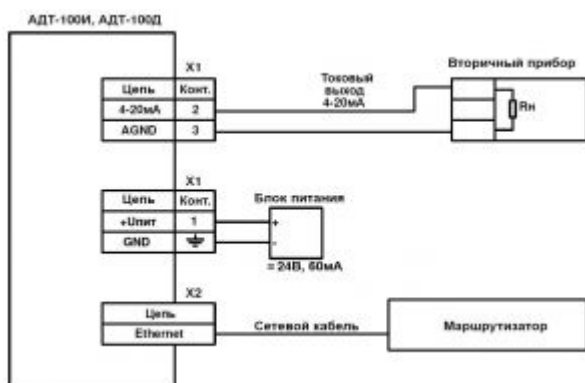 АДТ-100И, АДТ-100Д
X1
Цепь Конт.
4-20мА 2
AGND 3
Токовый
выход
4-20мА
Вторичный прибор
Rн
X1
Цепь Конт.
+Uпит 1
GND
Блок питания
+
-
= 24В, 60мА
X2
Цепь
Ethernet
Сетевой кабель
Маршрутизатор